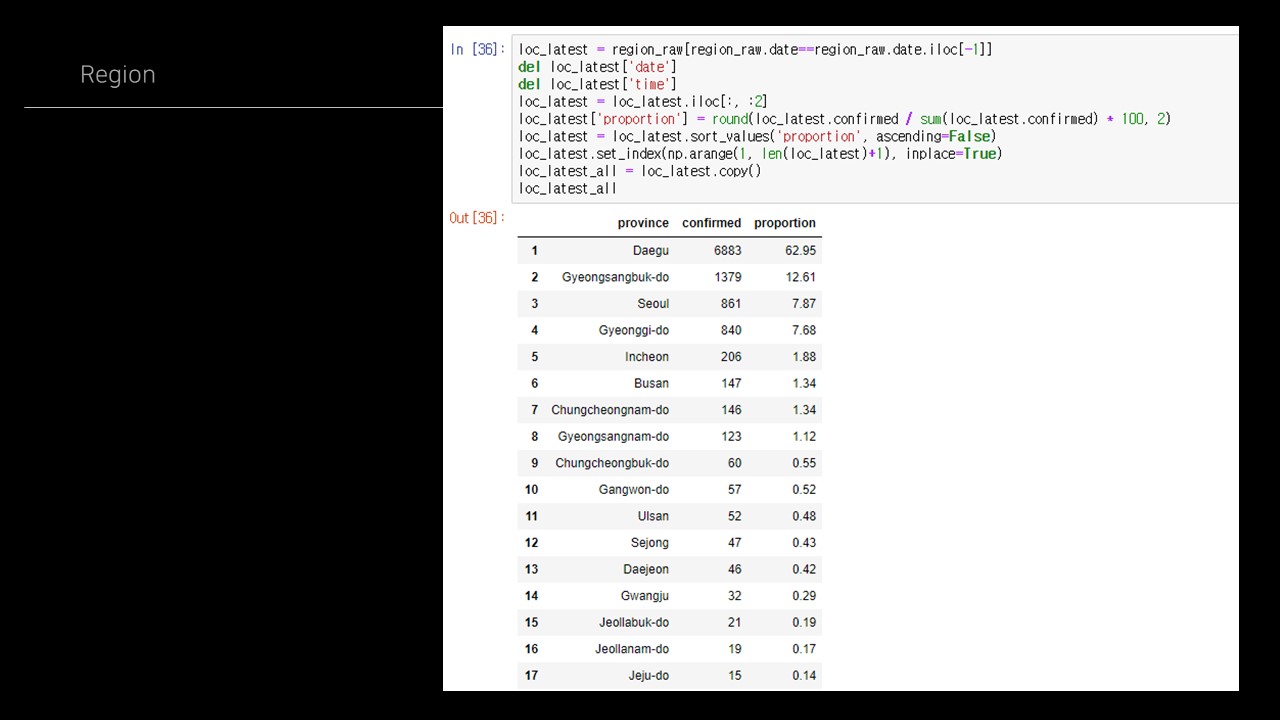 Region
In [36]:
loc_latest = region_raw[region_raw.date==region_raw.date.iloc[-1]]
del loc_latest['date']
del loc_latest['time']
loc_latest = loc_latest.iloc[:, :2]
loc_latest['proportion'] = round(loc_latest.confirmed / sum(loc_latest.confirmed) * 100, 2)
loc_latest = loc_latest.sort_values('proportion', ascending=False)
loc_latest.set_index(np.arange(1, len(loc_latest)+1), inplace=True)
loc_latest_all = loc_latest.copy()
loc_latest_all
Out[36]:
province confirmed proportion
1 Daegu 6883 62.95
2 Gyeongsangbuk-do 1379 12.61
3 Seoul 861 7.87
4 Gyeonggi-do 840 7.68
5 Incheon 206 1.88
6 Busan 147 1.34
7 Chungcheongnam-do 146 1.34
8 Gyeongsangnam-do 123 1.12
9 Chungcheongbuk-do 60 0.55
10 Gangwon-do 57 0.52
11 Ulsan 52 0.48
12 Sejong 47 0.43
13 Daejeon 46 0.42
14 Gwangju 32 0.29
15 Jeollabuk-do 21 0.19
16 Jeollanam-do 19 0.17
17 Jeju-do 15 0.14